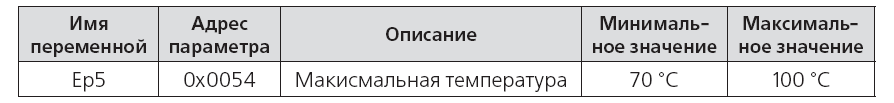 Имя переменной | Адрес параметра | Описание | Минималь-ное значение | Максималь-ное значение
Ep5 | 0x0054 | Макисмальная температура | 70 °C | 100 °C